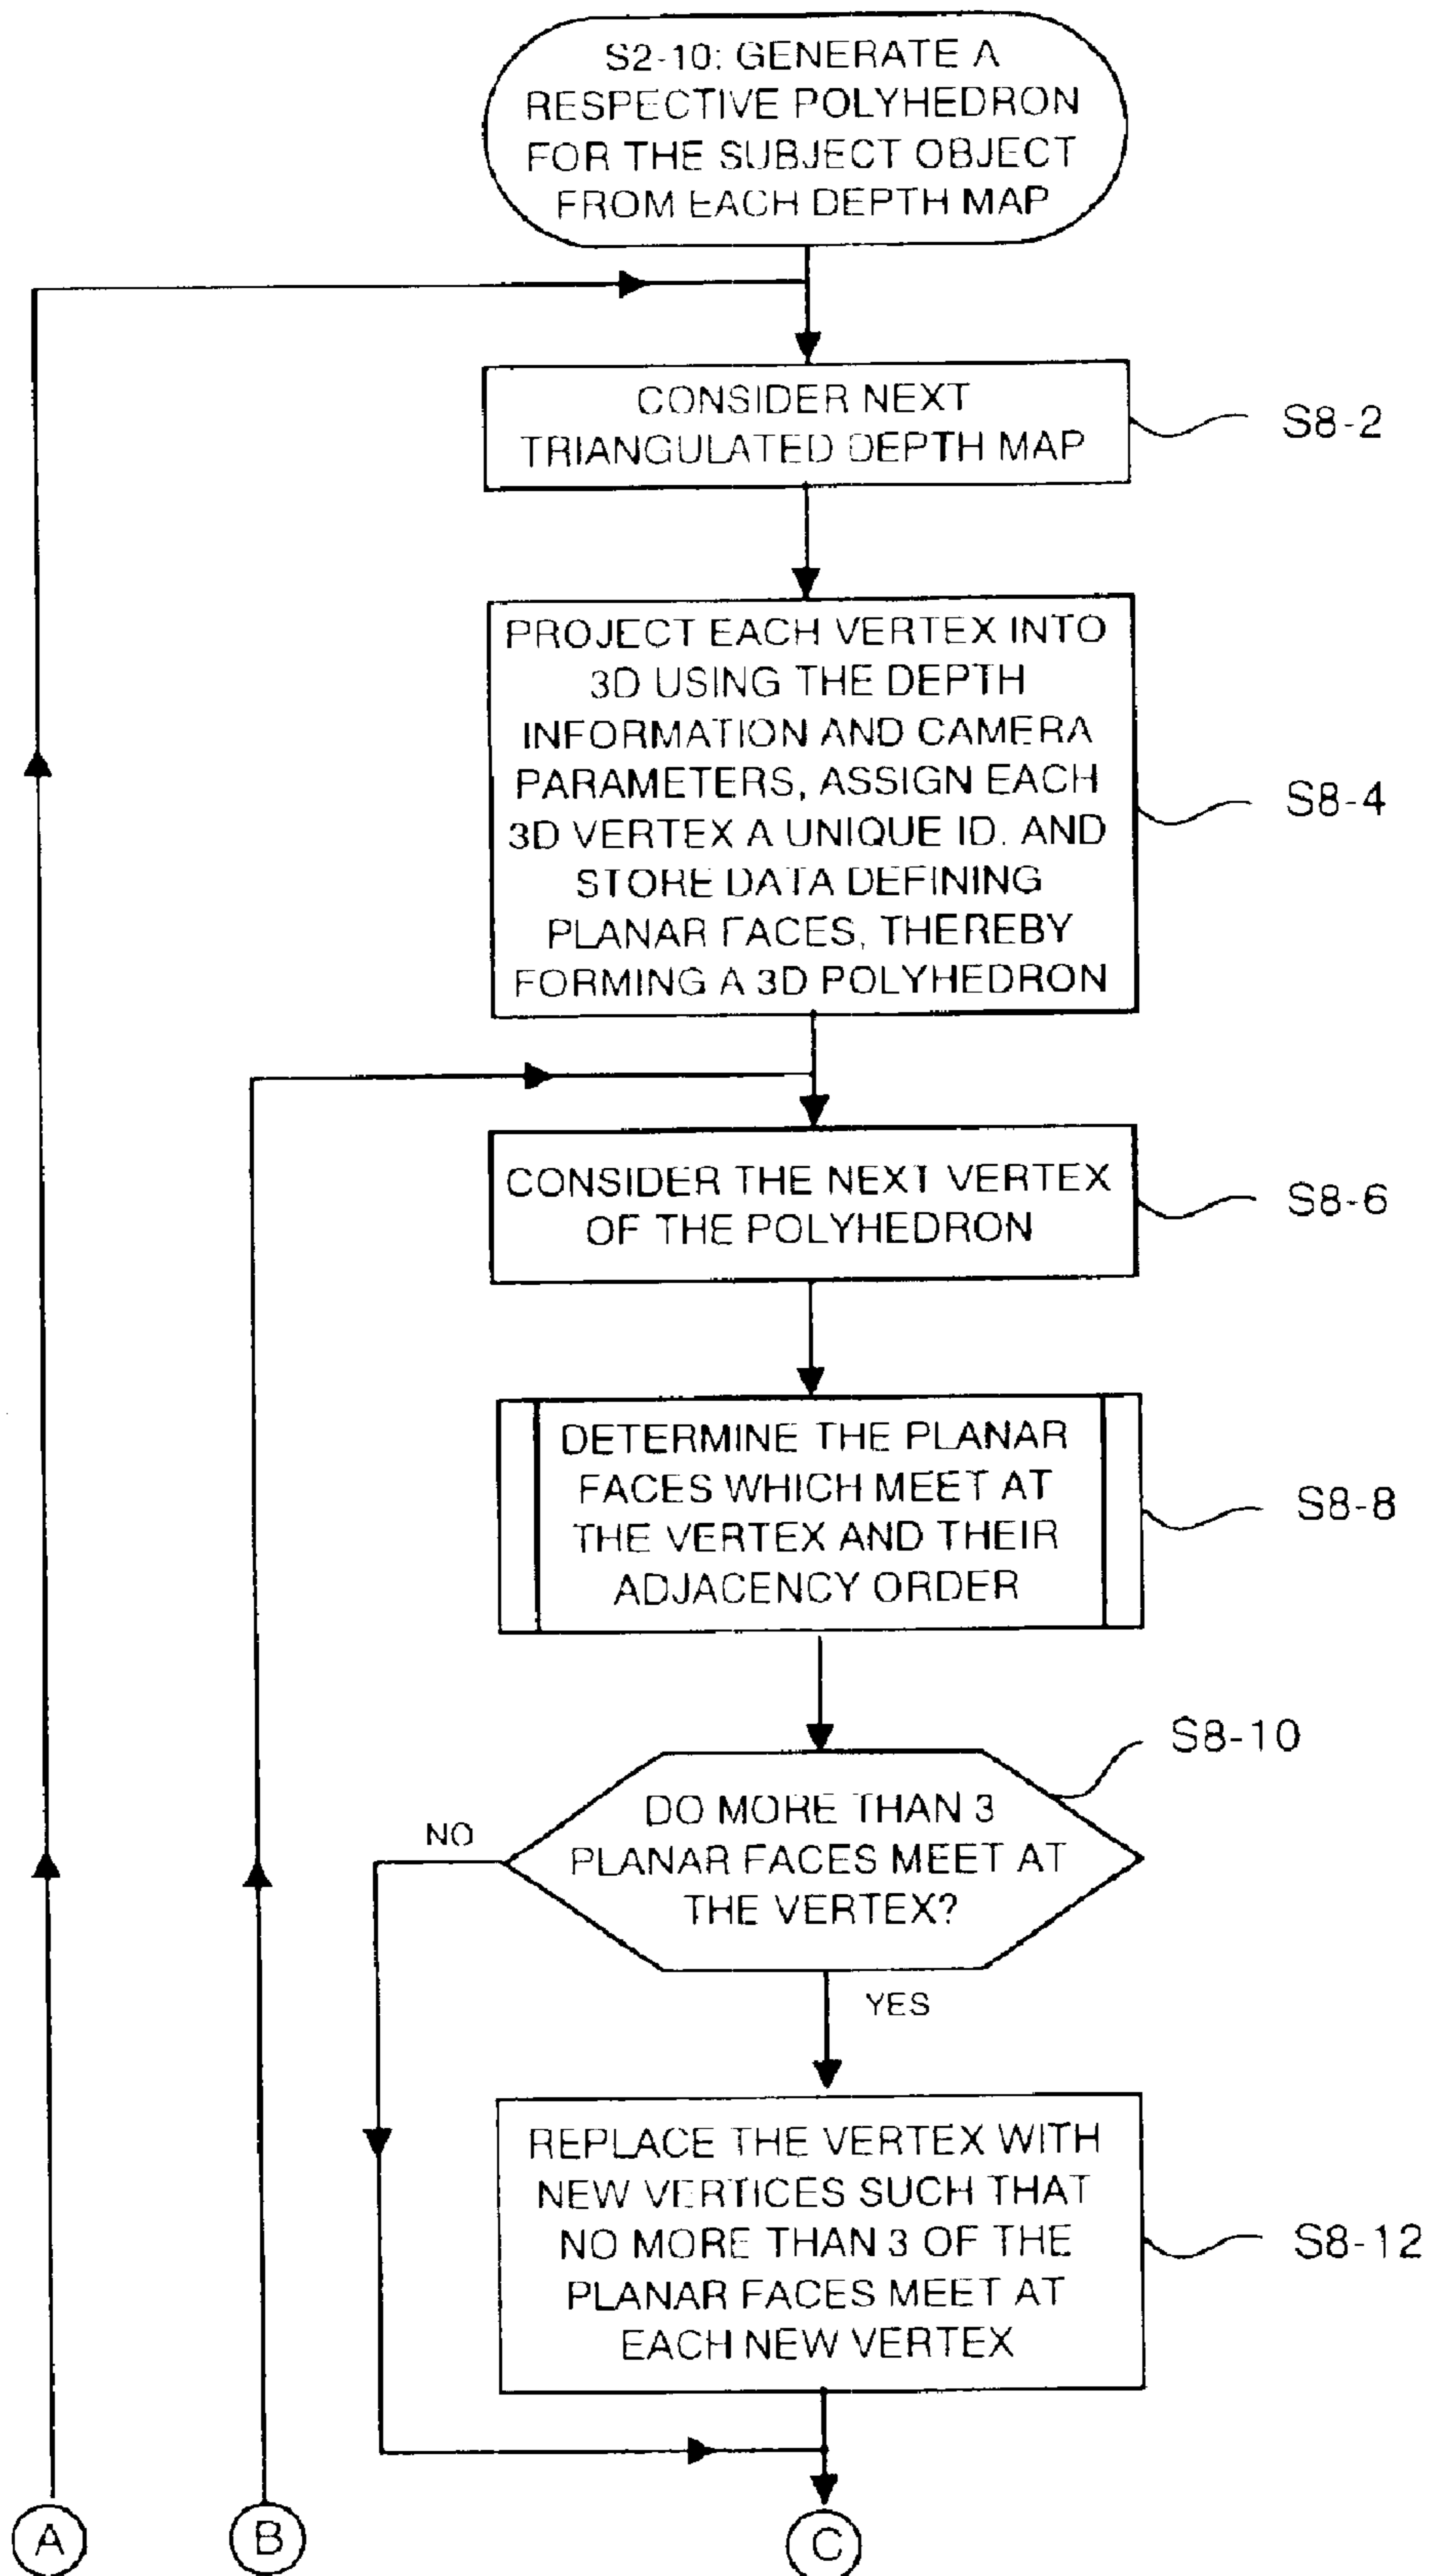 S2-10: GENERATE A
RESPECTIVE POLYHEDRON
FOR THE SUBJECT OBJECT
FROM EACH DEPTH MAP
CONSIDER NEXT
TRIANGULATED DEPTH MAP
S8-2
PROJECT EACH VERTEX INTO
3D USING THE DEPTH
INFORMATION AND CAMERA
PARAMETERS, ASSIGN EACH
3D VERTEX A UNIQUE ID. AND
STORE DATA DEFINING
PLANAR FACES, THEREBY
FORMING A 3D POLYHEDRON
S8-4
CONSIDER THE NEXT VERTEX
OF THE POLYHEDRON
S8-6
DETERMINE THE PLANAR
FACES WHICH MEET AT
THE VERTEX AND THEIR
ADJACENCY ORDER
S8-8
S8-10
DO MORE THAN 3
PLANAR FACES MEET AT
THE VERTEX?
NO
YES
REPLACE THE VERTEX WITH
NEW VERTICES SUCH THAT
NO MORE THAN 3 OF THE
PLANAR FACES MEET AT
EACH NEW VERTEX
S8-12
A
B
C